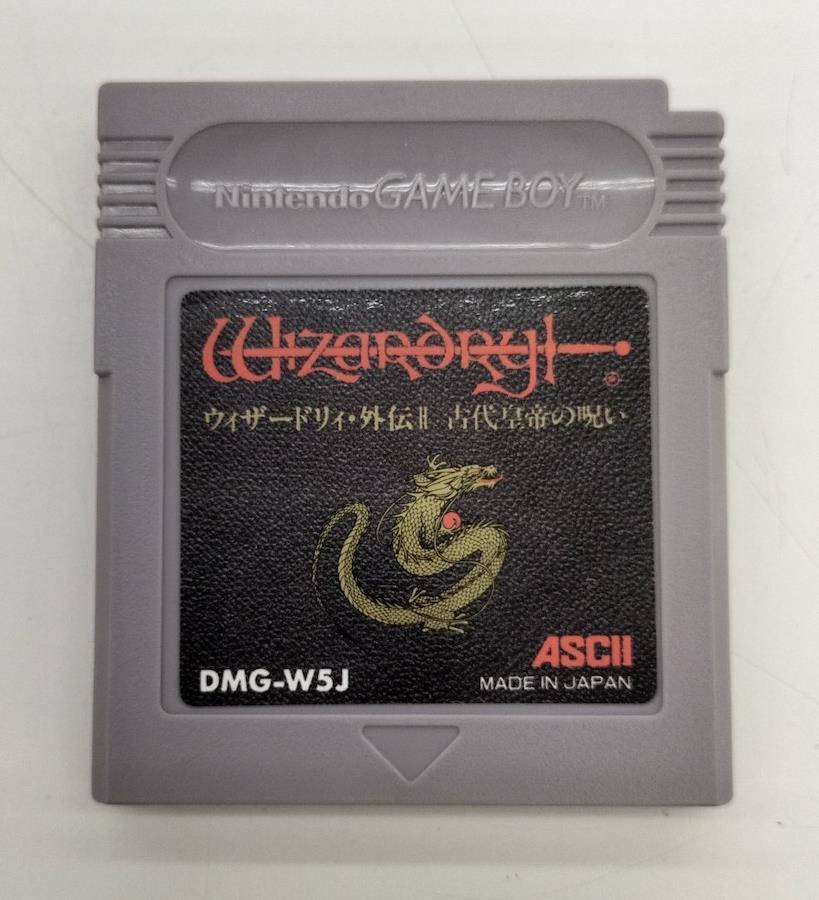 Nintendo GAME BOY TM
Wizardry
®
ウィザードリィ・外伝II 古代皇帝の呪い
ASCII
DMG-W5J
MADE IN JAPAN